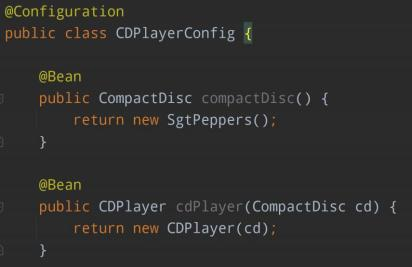 @Configuration
public class CDPlayerConfig {
@Bean
public CompactDisc compactDisc() {
return new SgtPeppers();
}
@Bean
public CDPlayer cdPlayer(CompactDisc cd) {
return new CDPlayer(cd);
}